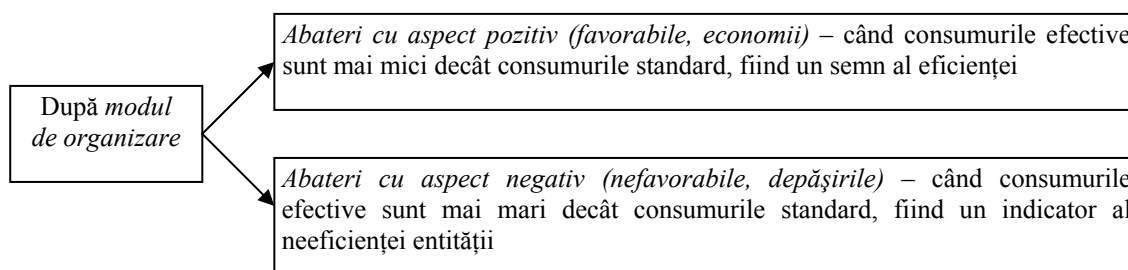 După modul
de organizare
Abateri cu aspect pozitiv (favorabile, economii) – când consumurile efective
sunt mai mici decât consumurile standard, fiind un semn al eficienței
Abateri cu aspect negativ (nefavorabile, depăşirile) – când consumurile
efective sunt mai mari decât consumurile standard, fiind un indicator al
neeficienței entității